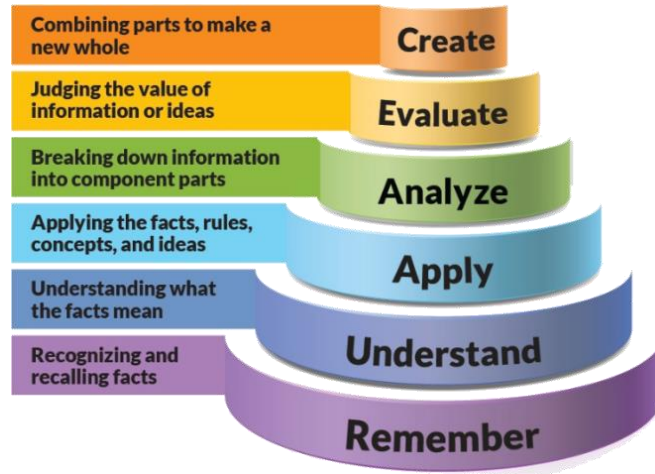 Combining parts to make a
new whole
Create
Judging the value of
information or ideas
Evaluate
Breaking down information
into component parts
Analyze
Applying the facts, rules,
concepts, and ideas
Apply
Understanding what
the facts mean
Understand
Recognizing and
recalling facts
Remember